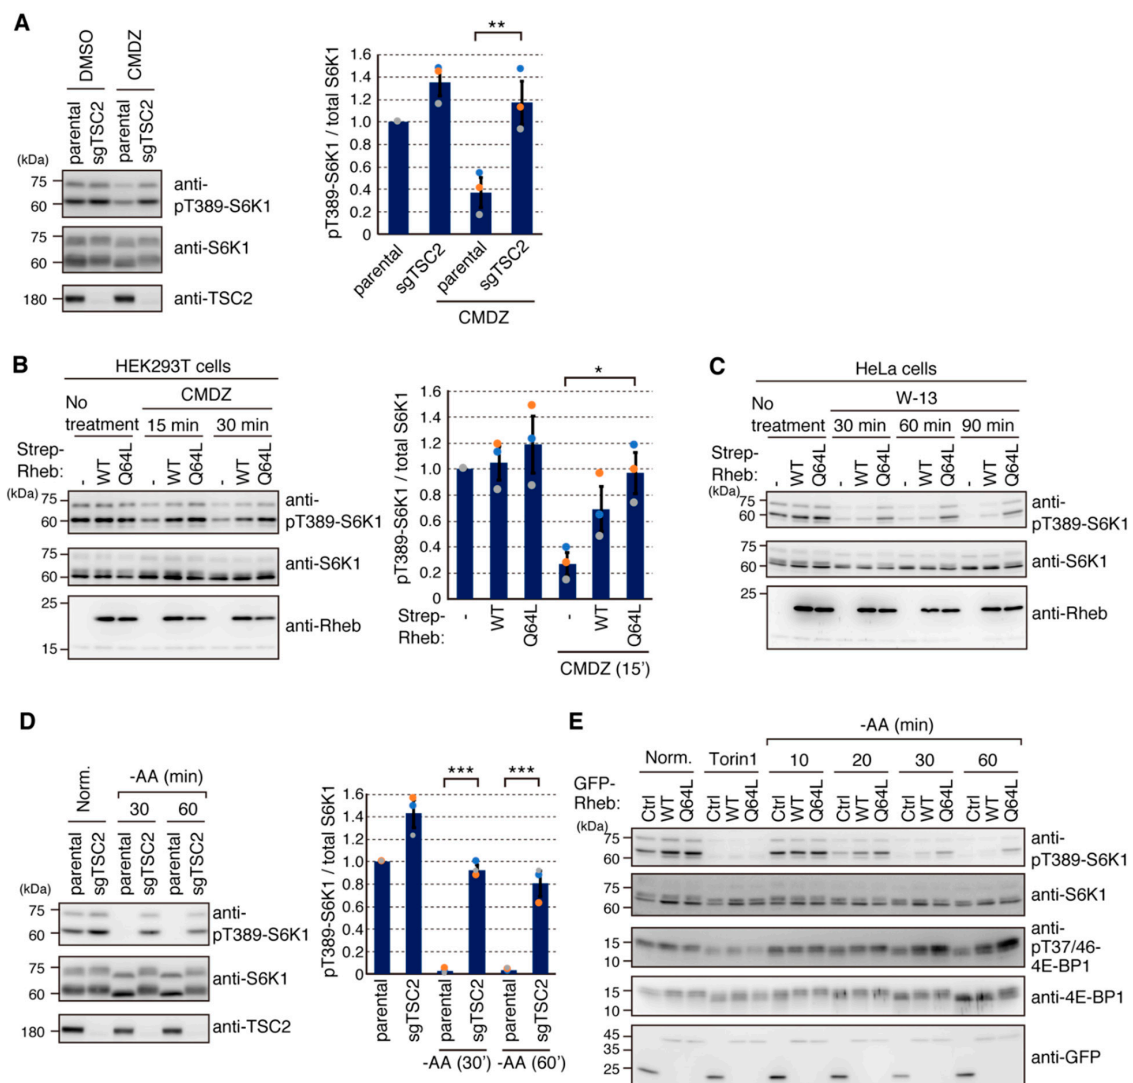 A
DMSO
CMDZ
parental
sgTSC2
parental
sgTSC2
(kDa)
75
60
anti-
pT389-S6K1
75
60
anti-S6K1
180
anti-TSC2
**
pT389-S6K1 / total S6K1
1.6
1.4
1.2
1.0
0.8
0.6
0.4
0.2
0
parental
sgTSC2
parental
sgTSC2
CMDZ
B
HEK293T cells
CMDZ
No
treatment
15 min
30 min
Strep-
Rheb:
-
WT
Q64L
-
WT
Q64L
-
WT
Q64L
(kDa)
75
60
anti-
pT389-S6K1
60
anti-S6K1
25
15
anti-Rheb
*
pT389-S6K1 / total S6K1
1.6
1.4
1.2
1.0
0.8
0.6
0.4
0.2
0
Strep-
Rheb:
-
WT
Q64L
-
WT
Q64L
CMDZ (15')
C
HeLa cells
W-13
No
treatment
30 min
60 min
90 min
Strep-
Rheb:
-
WT
Q64L
-
WT
Q64L
-
WT
Q64L
-
WT
Q64L
(kDa)
75
60
anti-
pT389-S6K1
60
anti-S6K1
25
anti-Rheb
D
Norm.
-AA (min)
30
60
parental
sgTSC2
parental
sgTSC2
parental
sgTSC2
(kDa)
75
60
anti-
pT389-S6K1
75
60
anti-S6K1
180
anti-TSC2
***
***
pT389-S6K1 / total S6K1
1.6
1.4
1.2
1.0
0.8
0.6
0.4
0.2
0
parental
sgTSC2
parental
sgTSC2
parental
sgTSC2
-AA (30')
-AA (60')
E
-AA (min)
Norm.
Torin1
10
20
30
60
GFP-
Rheb:
Ctrl
WT
Q64L
Ctrl
WT
Q64L
Ctrl
WT
Q64L
Ctrl
WT
Q64L
Ctrl
WT
Q64L
Ctrl
WT
Q64L
(kDa)
75
60
anti-
pT389-S6K1
60
anti-S6K1
15
10
anti-
pT37/46-
4E-BP1
15
10
anti-4E-BP1
45
35
25
anti-GFP